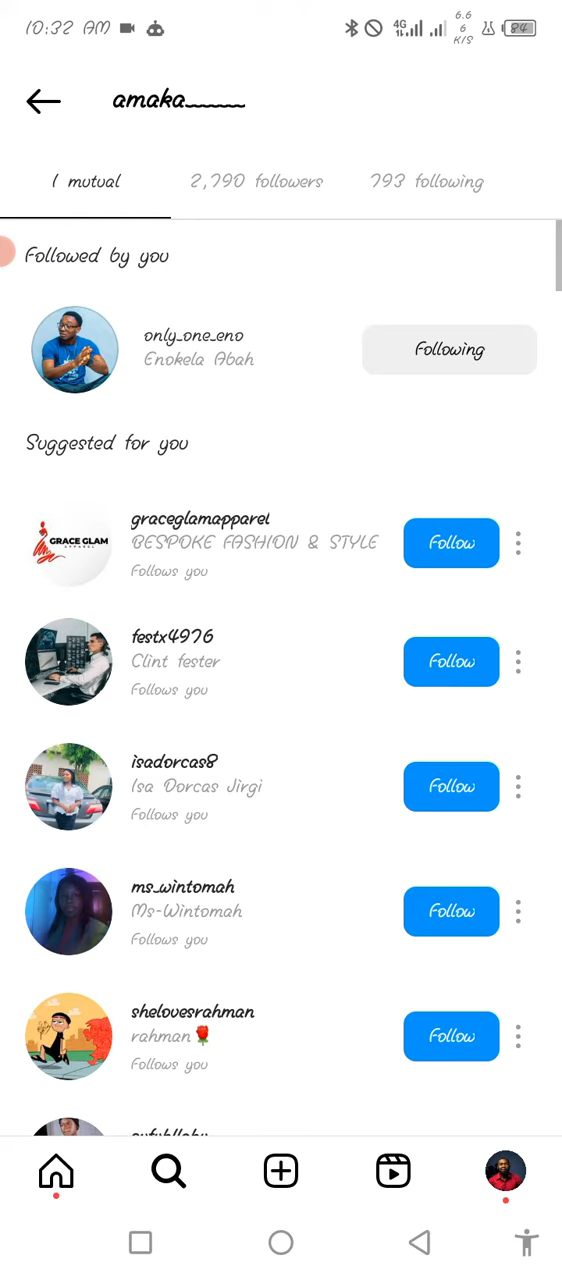 10:32 AM
4G
6.6
6
K/S
84
amaka_______
1 mutual
2,790 followers
793 following
Followed by you
only_one_eno
Enokela Abah
Following
Suggested for you
GRACE GLAM
APPAREL
graceglamapparel
BESPOKE FASHION & STYLE
Follows you
Follow
festx4976
Clint fester
Follows you
Follow
isadorcas8
Isa Dorcas Jirgi
Follows you
Follow
ms_wintomah
Ms-Wintomah
Follows you
Follow
shelovesrahman
rahman🌹
Follows you
Follow